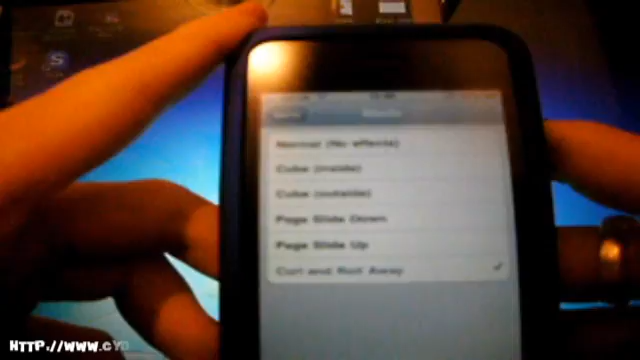 Normal (No effects)
Cube (inside)
Cube (outside)
Page Slide Down
Page Slide Up
Curl and Roll Away
HTTP://WWW.CYD